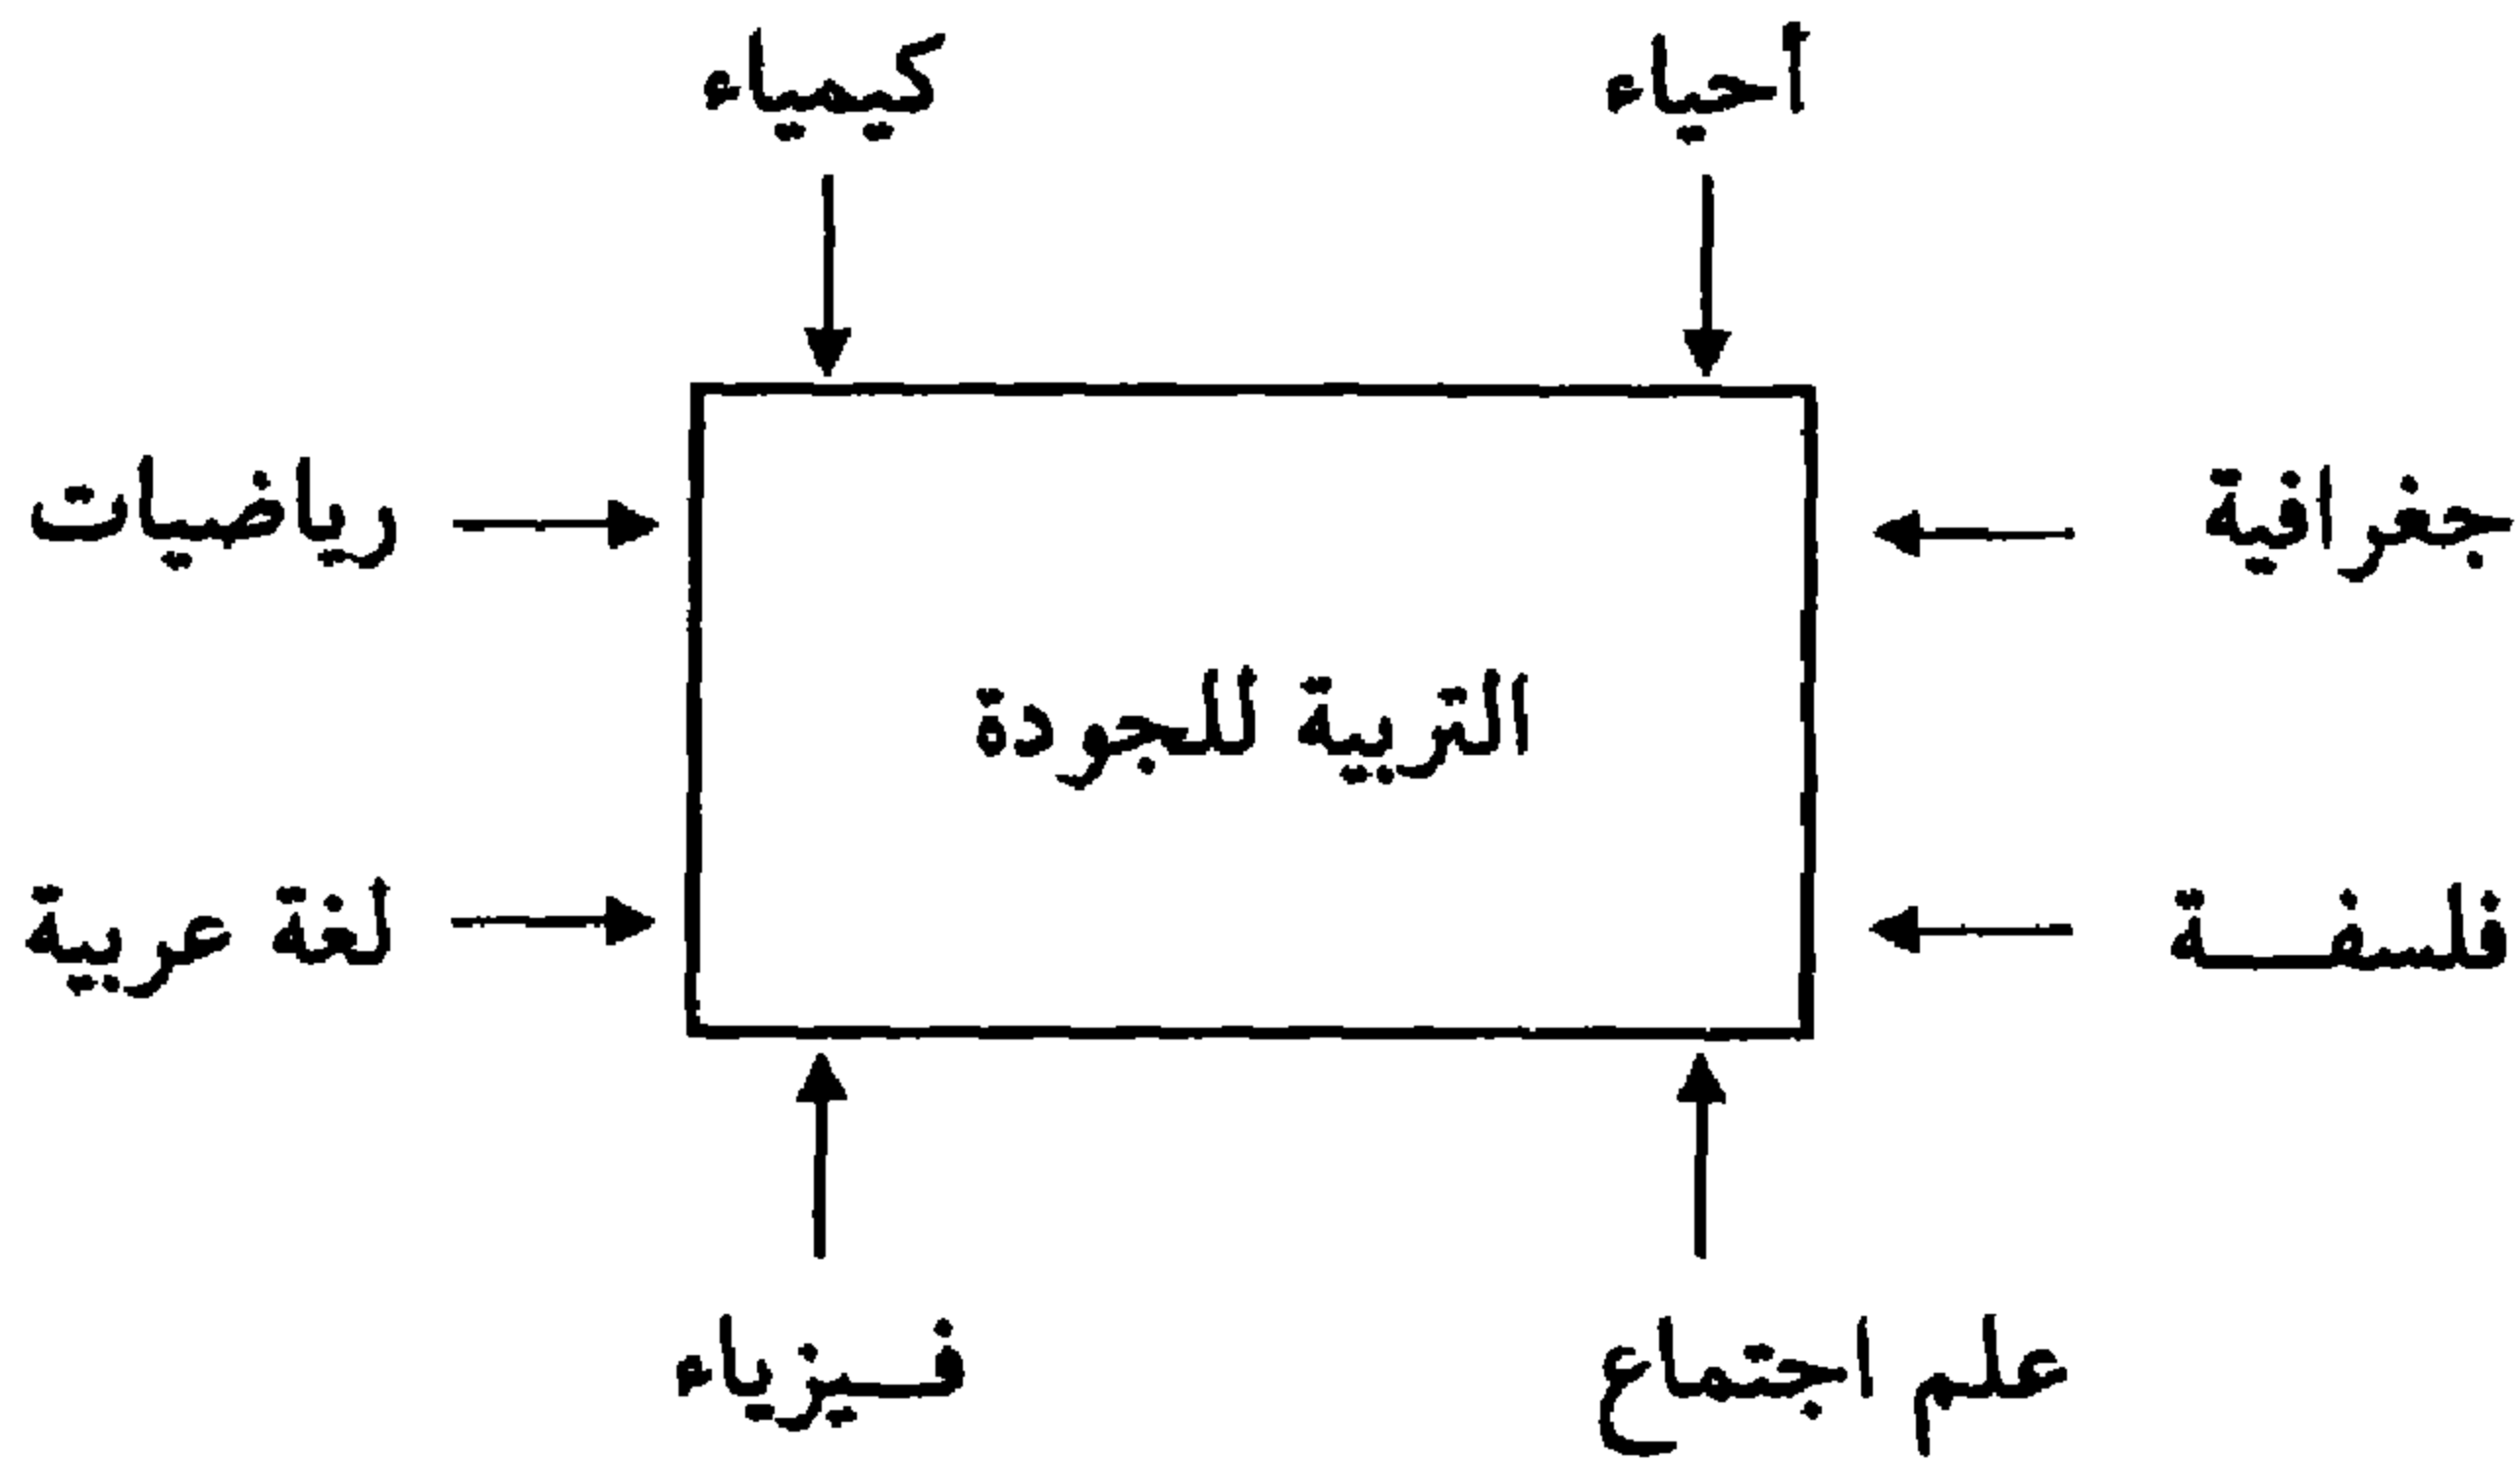 أحياء
كيمياء
جغرافية
رياضيات
التربية للجودة
فلسفة
لغة عربية
علم اجتماع
فيزياء